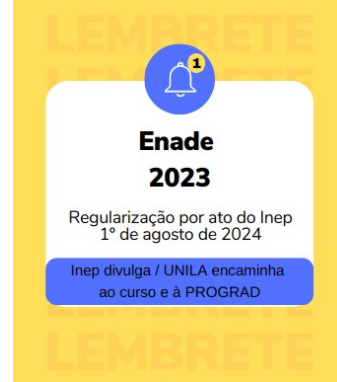 LEMBRETE
LEMBRETE
1
Enade
2023
Regularização por ato do Inep
1º de agosto de 2024
Inep divulga / UNILA encaminha
ao curso e à PROGRAD
LEMBRETE